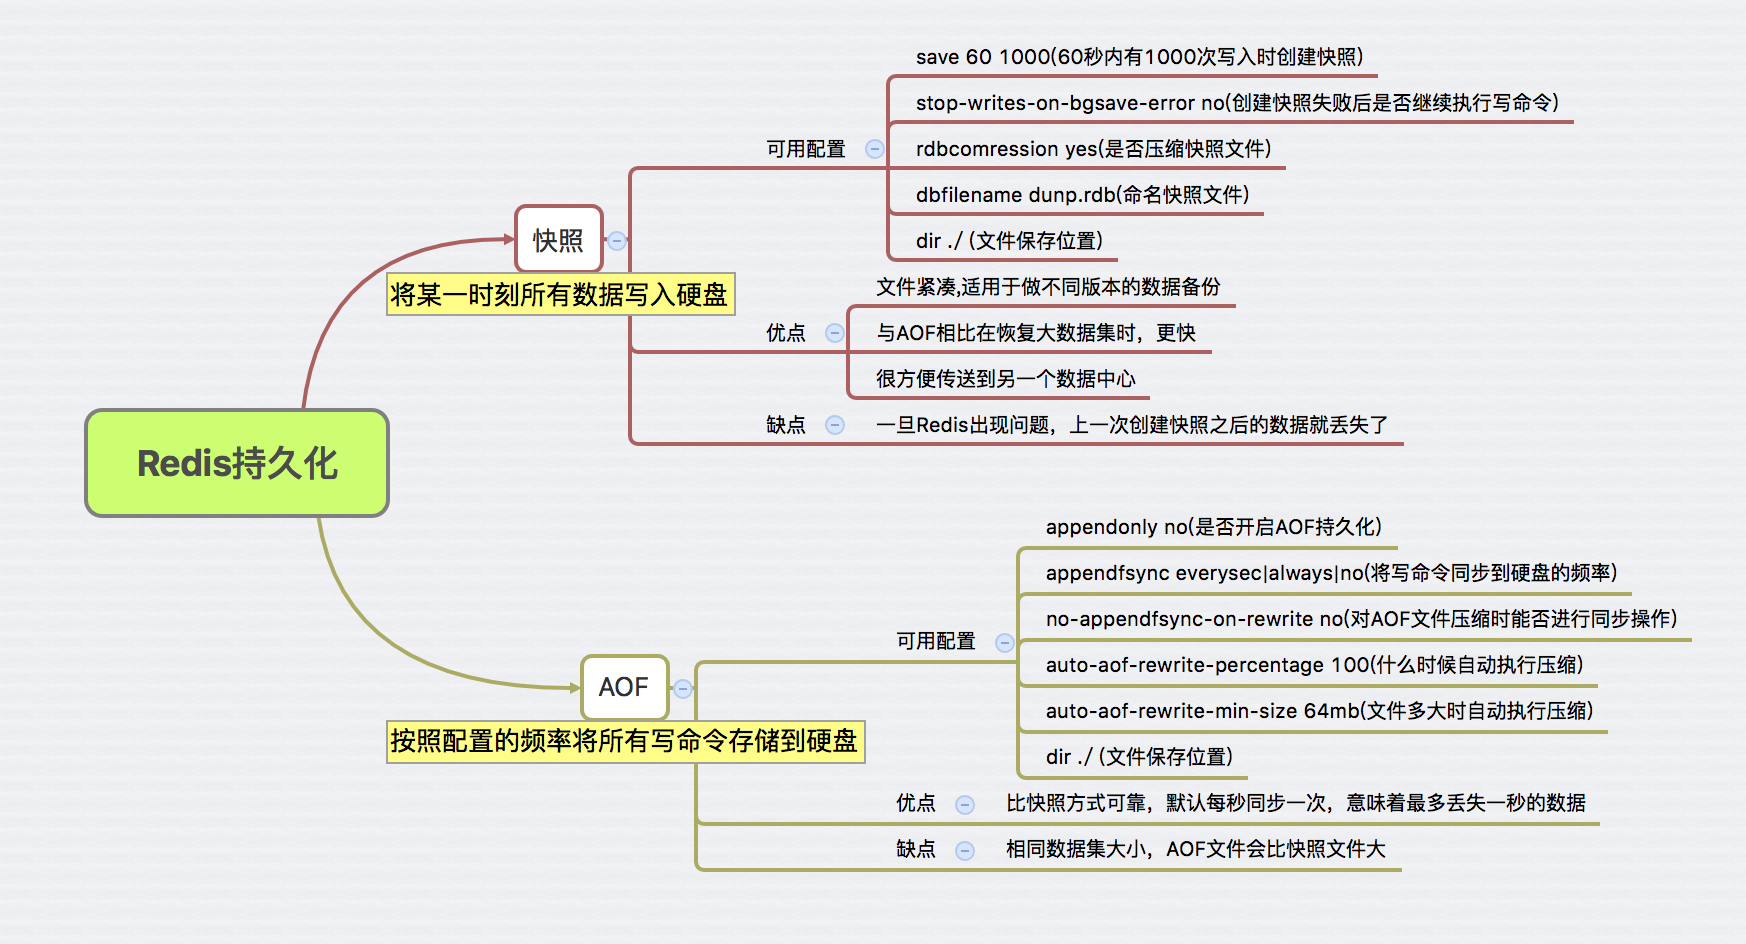 Redis持久化
快照
将某一时刻所有数据写入硬盘
可用配置
save 60 1000(60秒内有1000次写入时创建快照)
stop-writes-on-bgsave-error no(创建快照失败后是否继续执行写命令)
rdbcomression yes(是否压缩快照文件)
dbfilename dunp.rdb(命名快照文件)
dir ./ (文件保存位置)
优点
文件紧凑,适用于做不同版本的数据备份
与AOF相比在恢复大数据集时，更快
很方便传送到另一个数据中心
缺点
一旦Redis出现问题，上一次创建快照之后的数据就丢失了
AOF
按照配置的频率将所有写命令存储到硬盘
可用配置
appendonly no(是否开启AOF持久化)
appendfsync everysec|always|no(将写命令同步到硬盘的频率)
no-appendfsync-on-rewrite no(对AOF文件压缩时能否进行同步操作)
auto-aof-rewrite-percentage 100(什么时候自动执行压缩)
auto-aof-rewrite-min-size 64mb(文件多大时自动执行压缩)
dir ./ (文件保存位置)
优点
比快照方式可靠，默认每秒同步一次，意味着最多丢失一秒的数据
缺点
相同数据集大小，AOF文件会比快照文件大